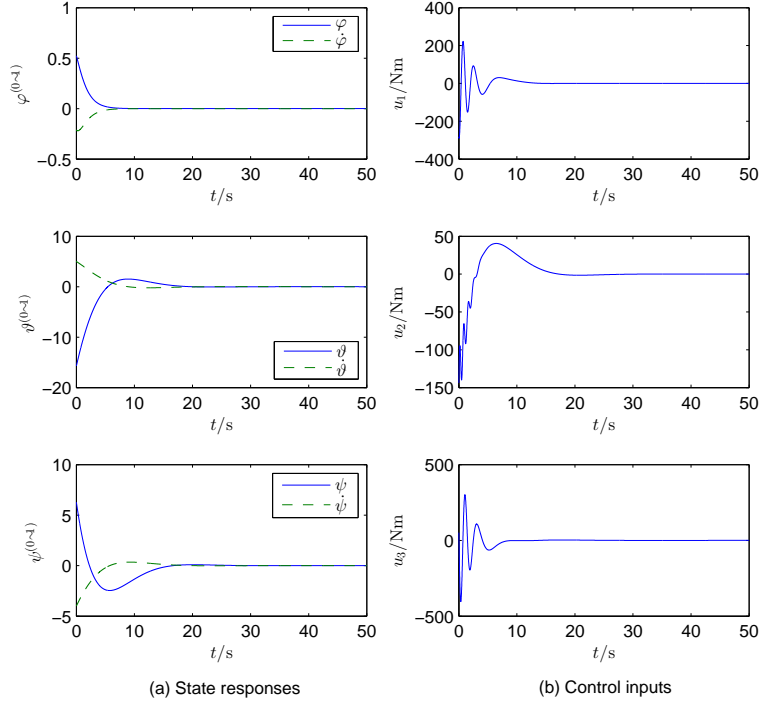 φ
φ̇
1
0.5
0
−0.5
φ^(0~1)
0 10 20 30 40 50
t/s
400
200
0
−200
−400
u₁/Nm
0 10 20 30 40 50
t/s
10
0
−10
−20
ϑ^(0~1)
ϑ
ϑ̇
0 10 20 30 40 50
t/s
50
0
−50
−100
−150
u₂/Nm
0 10 20 30 40 50
t/s
10
5
0
−5
ψ^(0~1)
ψ
ψ̇
0 10 20 30 40 50
t/s
500
0
−500
u₃/Nm
0 10 20 30 40 50
t/s
(a) State responses
(b) Control inputs